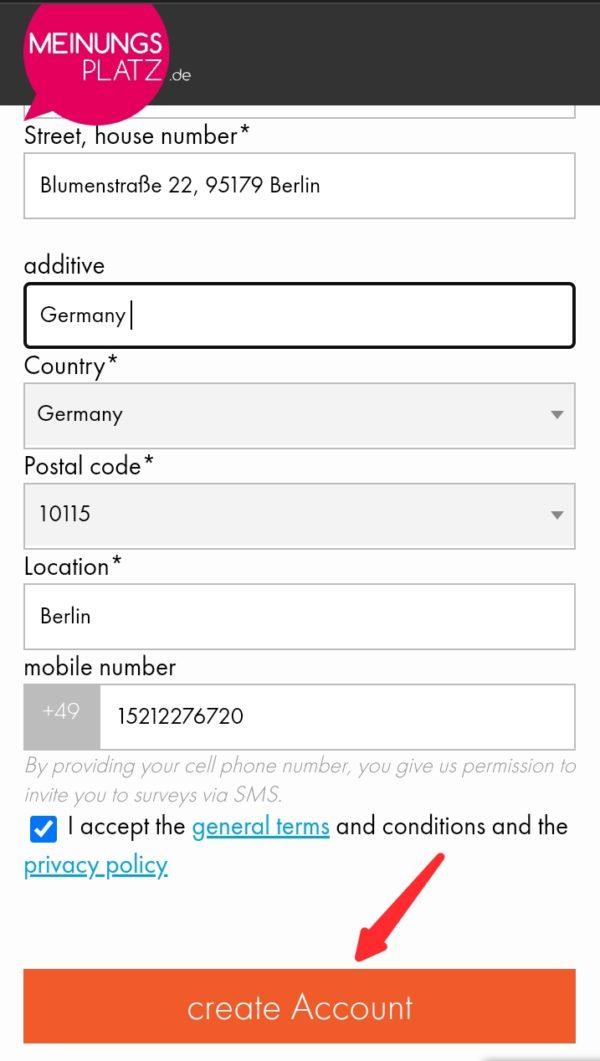 MEINUNGS
PLATZ.de
Street, house number*
Blumenstraße 22, 95179 Berlin
additive
Germany
Country*
Germany
Postal code*
10115
Location*
Berlin
mobile number
+49 15212276720
By providing your cell phone number, you give us permission to
invite you to surveys via SMS.
I accept the general terms and conditions and the
privacy policy
create Account